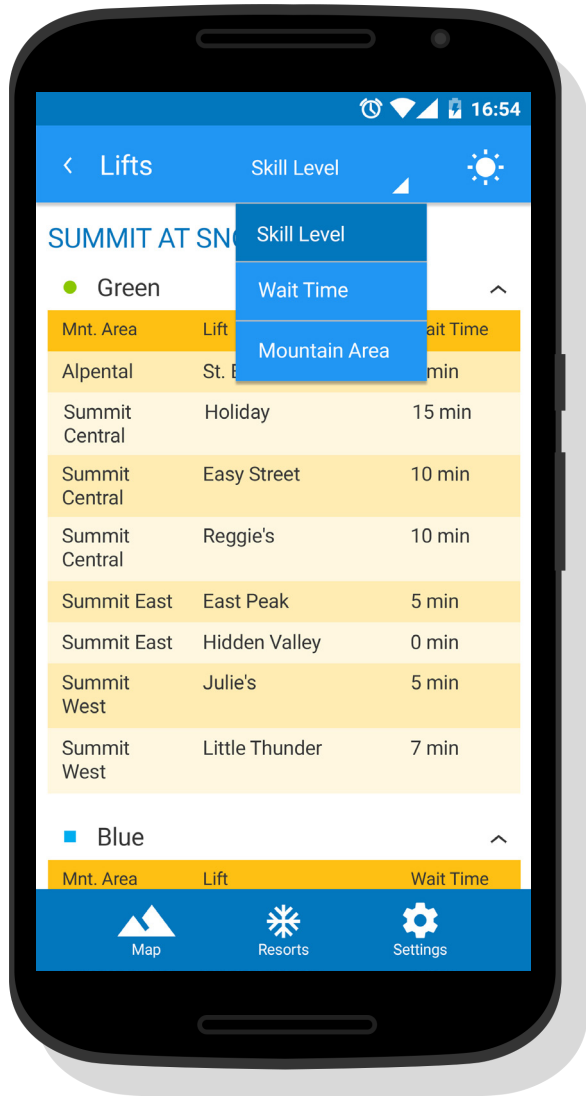 16:54
Lifts Skill Level
SUMMIT AT
Skill Level
Wait Time
Mountain Area
Green
Mnt. Area Lift Time
Alpental St. min
Summit Holiday 15 min
Central
Summit Easy Street 10 min
Central
Summit Reggie's 10 min
Central
Summit East East Peak 5 min
Summit East Hidden Valley 0 min
Summit Julie's 5 min
West
Summit Little Thunder 7 min
West
Blue
Mnt. Area Lift Wait Time
Map Resorts Settings